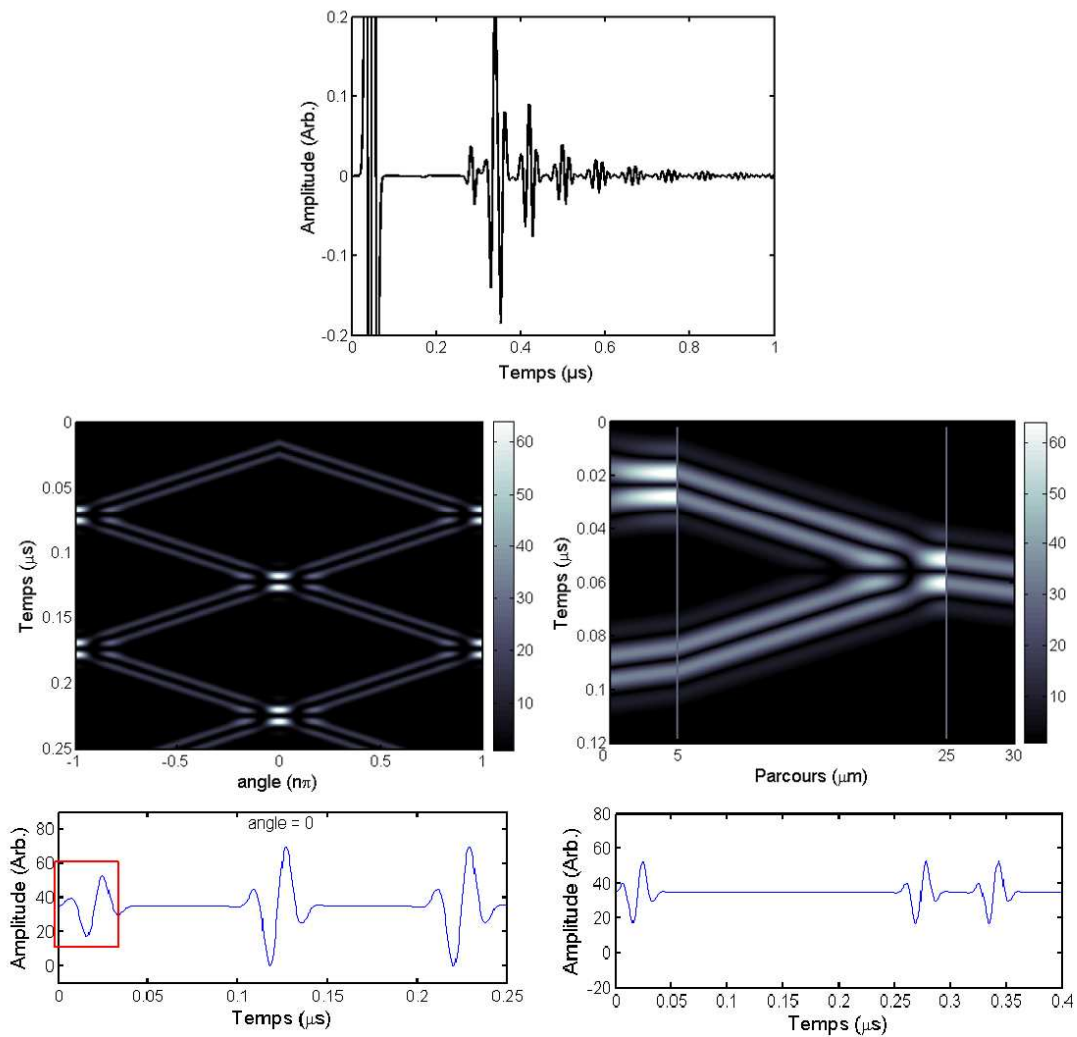 0.2
0.1
0
-0.1
-0.2
Amplitude (Arb.)
0 0.2 0.4 0.6 0.8 1
Temps (µs)
0
0.05
0.1
0.15
0.2
0.25
Temps (µs)
-1 -0.5 0 0.5 1
angle (nπ)
60
50
40
30
20
10
0
0.02
0.04
0.06
0.08
0.1
0.12
Temps (µs)
0 5 25 30
Parcours (µm)
60
50
40
30
20
10
80
60
40
20
0
Amplitude (Arb.)
angle = 0
0 0.05 0.1 0.15 0.2 0.25
Temps (µs)
80
60
40
20
0
-20
Amplitude (Arb.)
0 0.05 0.1 0.15 0.2 0.25 0.3 0.35 0.4
Temps (µs)